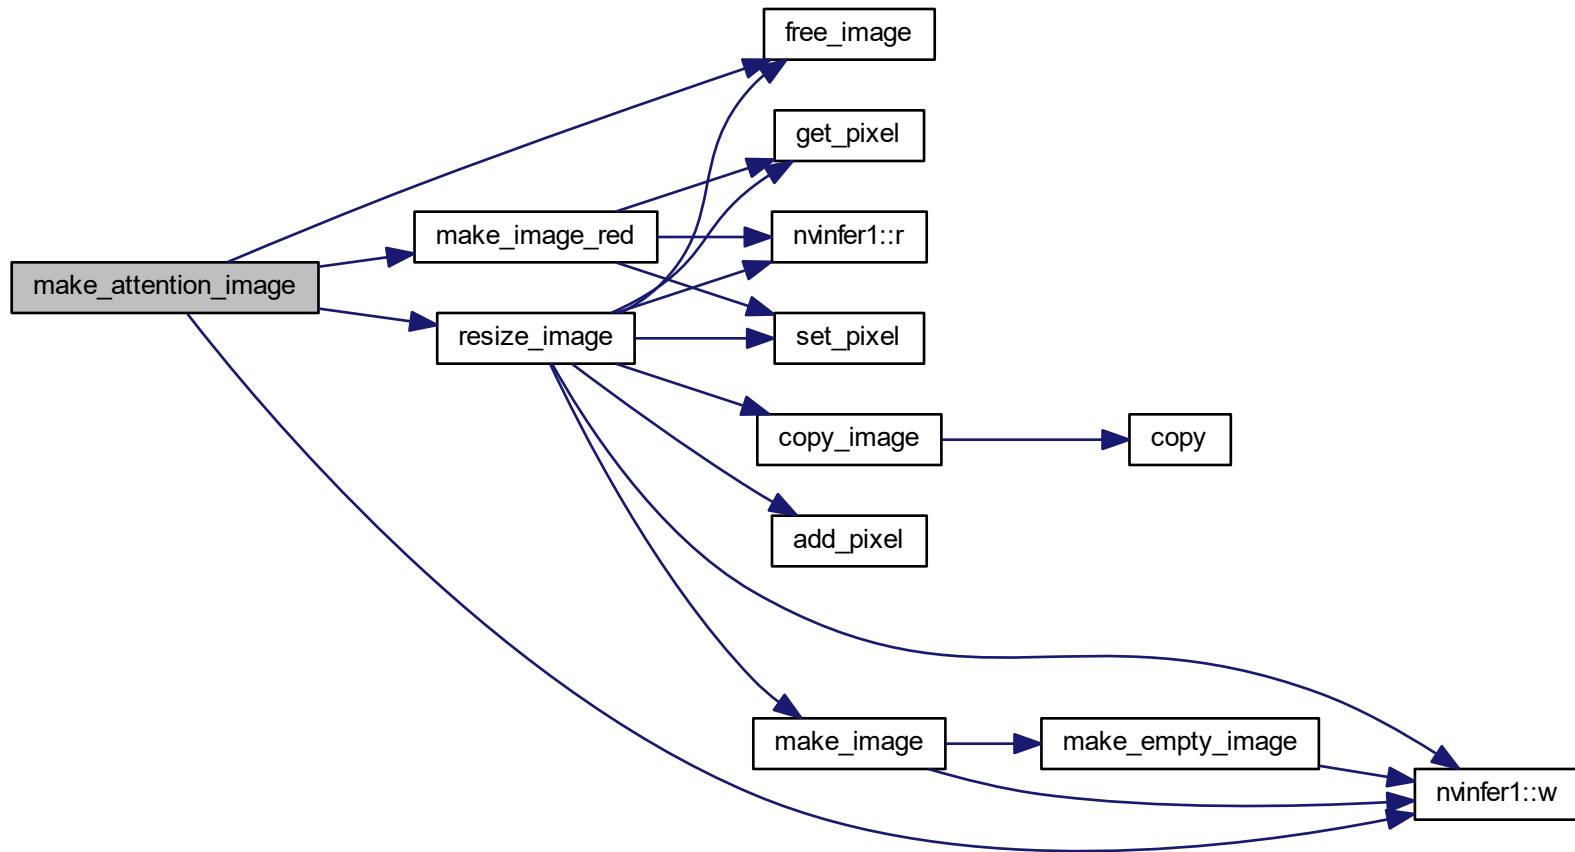 free_image
get_pixel
make_image_red
nvinfer1::r
make_attention_image
resize_image
set_pixel
copy_image
copy
add_pixel
make_image
make_empty_image
nvinfer1::w